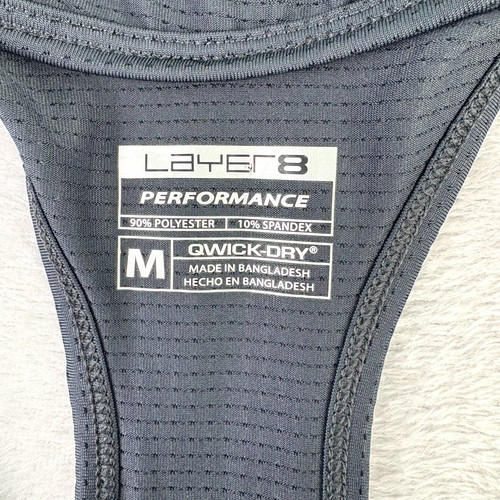 Layer8
PERFORMANCE
90% POLYESTER 10% SPANDEX
M
QWICK-DRY®
MADE IN BANGLADESH
HECHO EN BANGLADESH